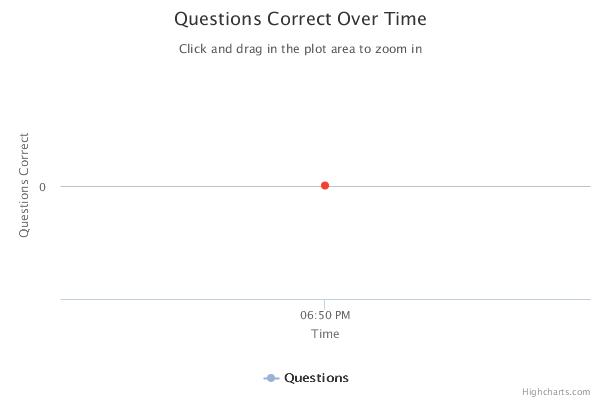 Questions Correct Over Time
Click and drag in the plot area to zoom in
Questions Correct
0
06:50 PM
Time
Questions
Highcharts.com